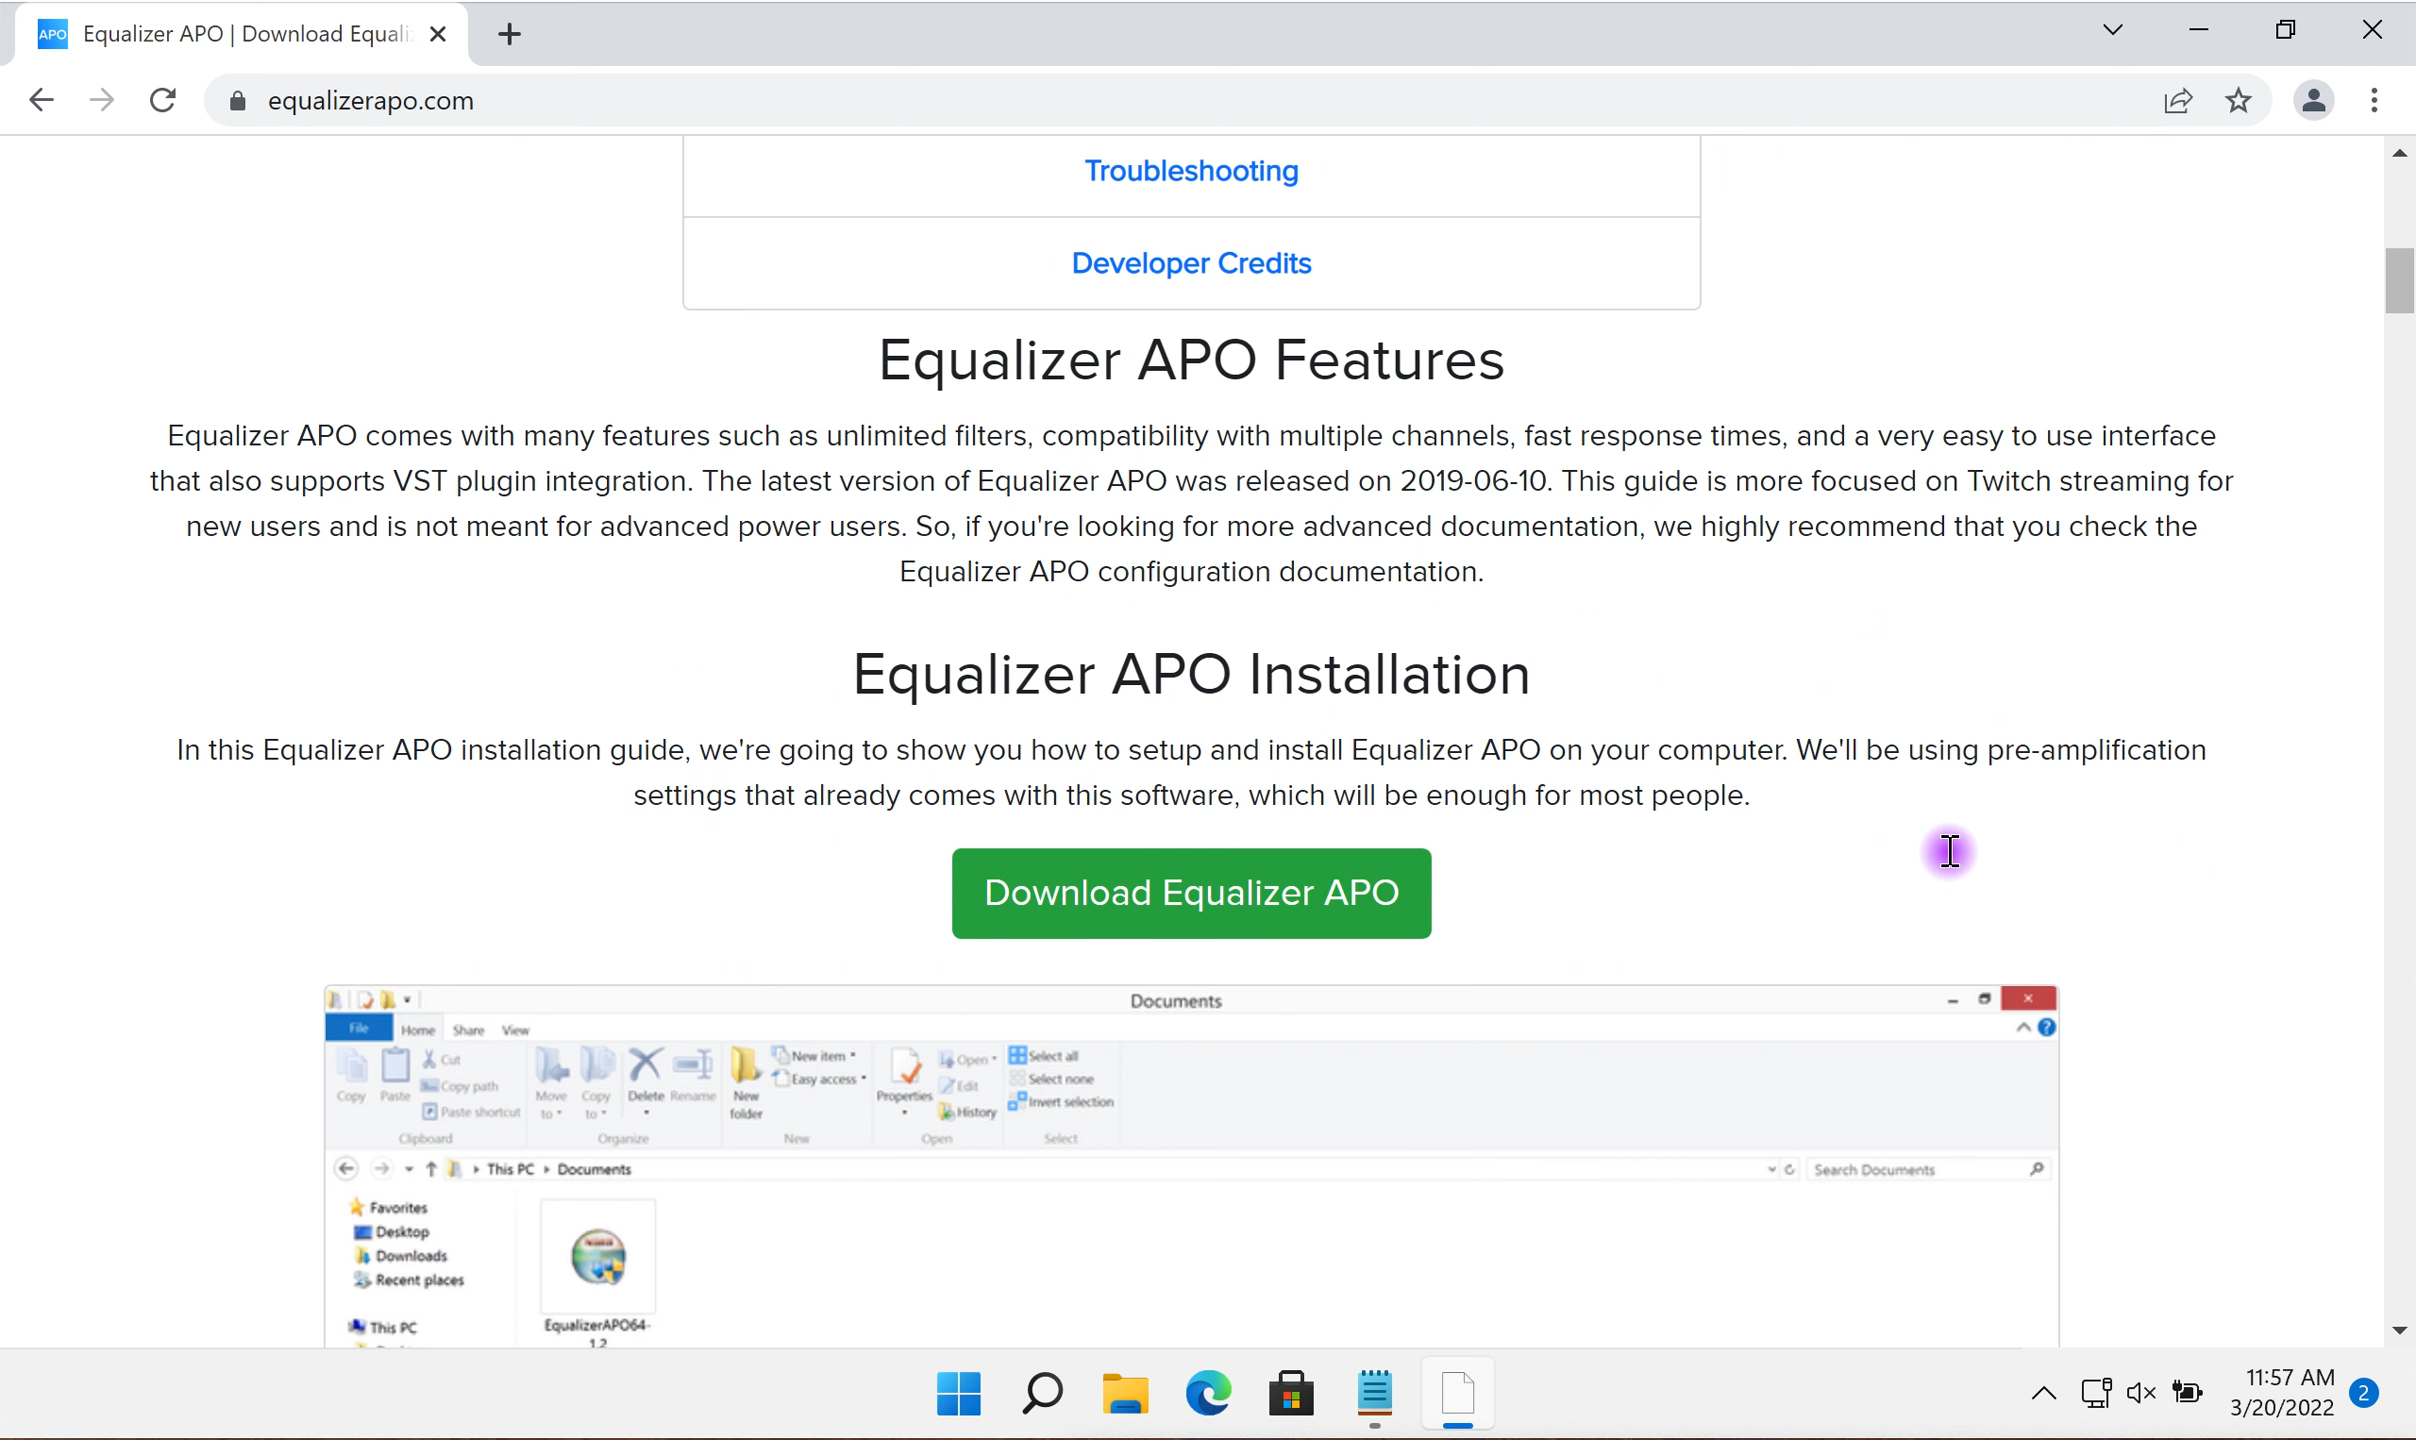 APO Equalizer APO | Download Equali
equalizerapo.com
Troubleshooting
Developer Credits
Equalizer APO Features
Equalizer APO comes with many features such as unlimited filters, compatibility with multiple channels, fast response times, and a very easy to use interface
that also supports VST plugin integration. The latest version of Equalizer APO was released on 2019-06-10. This guide is more focused on Twitch streaming for
new users and is not meant for advanced power users. So, if you're looking for more advanced documentation, we highly recommend that you check the
Equalizer APO configuration documentation.
Equalizer APO Installation
In this Equalizer APO installation guide, we're going to show you how to setup and install Equalizer APO on your computer. We'll be using pre-amplification
settings that already comes with this software, which will be enough for most people.
Download Equalizer APO
Documents
File Home Share View
Copy Paste Cut Copy path Paste shortcut
Move to Copy to Delete Rename
New folder New item Easy access
Properties Open Edit History
Select all Select none Invert selection
Clipboard Organize New Open Select
This PC Documents Search Documents
Favorites
Desktop
Downloads
Recent places
This PC
EqualizerAPO64-
1.2
11:57 AM
3/20/2022
2